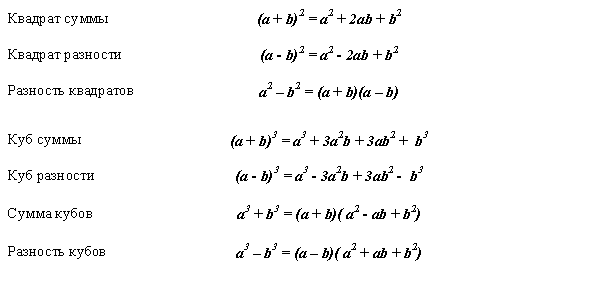 Квадрат суммы (a + b)² = a² + 2ab + b²
Квадрат разности (a - b)² = a² - 2ab + b²
Разность квадратов a² – b² = (a + b)(a – b)
Куб суммы (a + b)³ = a³ + 3a²b + 3ab² + b³
Куб разности (a - b)³ = a³ - 3a²b + 3ab² - b³
Сумма кубов a³ + b³ = (a + b)( a² - ab + b²)
Разность кубов a³ – b³ = (a – b)( a² + ab + b²)